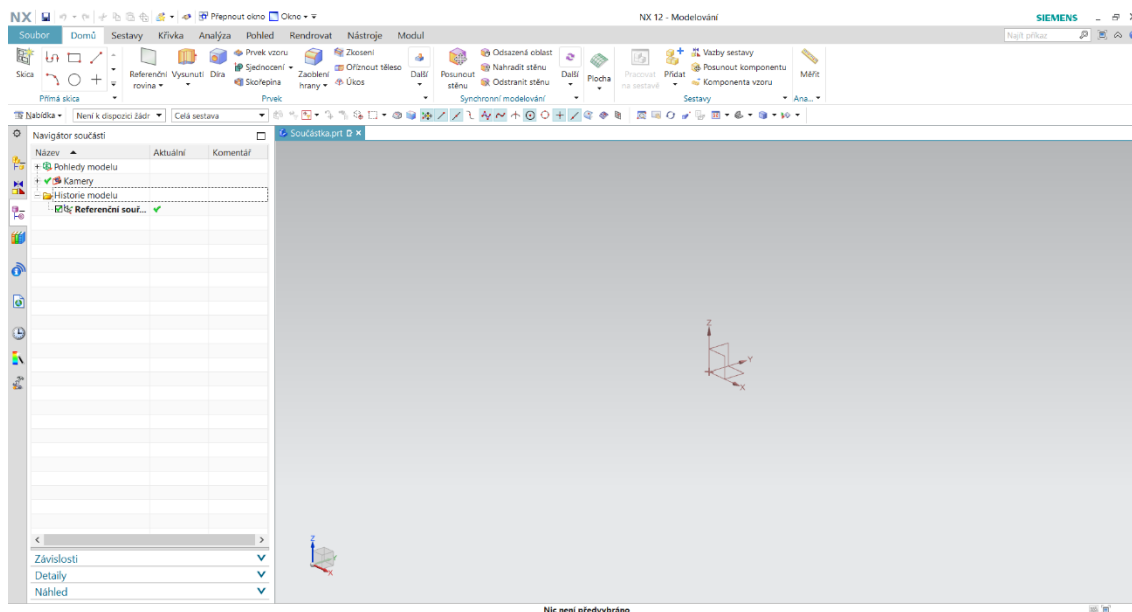 NX Přepnout okno Okno NX 12 - Modelování SIEMENS
Soubor Domů Sestavy Křivka Analýza Pohled Rendrovat Nástroje Modul Najít příkaz
Skica
Referenční rovina
Vysunutí
Díra
Prvek vzoru
Sjednocení
Skořepina
Zaoblení hrany
Zkosení
Oříznout těleso
Úkos
Další
Posunout stěnu
Odsazená oblast
Nahradit stěnu
Odstranit stěnu
Další
Plocha
Pracovat na sestavě
Přidat
Vazby sestavy
Posunout komponentu
Komponenta vzoru
Měřit
Přímá skica Prvek Synchronní modelování Sestavy Ana...
Nabídka Není k dispozici žádr Celá sestava
Navigátor součásti Součástka.prt
Název Aktuální Komentář
+ Pohledy modelu
+ Kamery
- Historie modelu
Referenční souř...
Z
Y
X
Z
Y
X
Závislosti
Detaily
Náhled
Nic není předvybráno